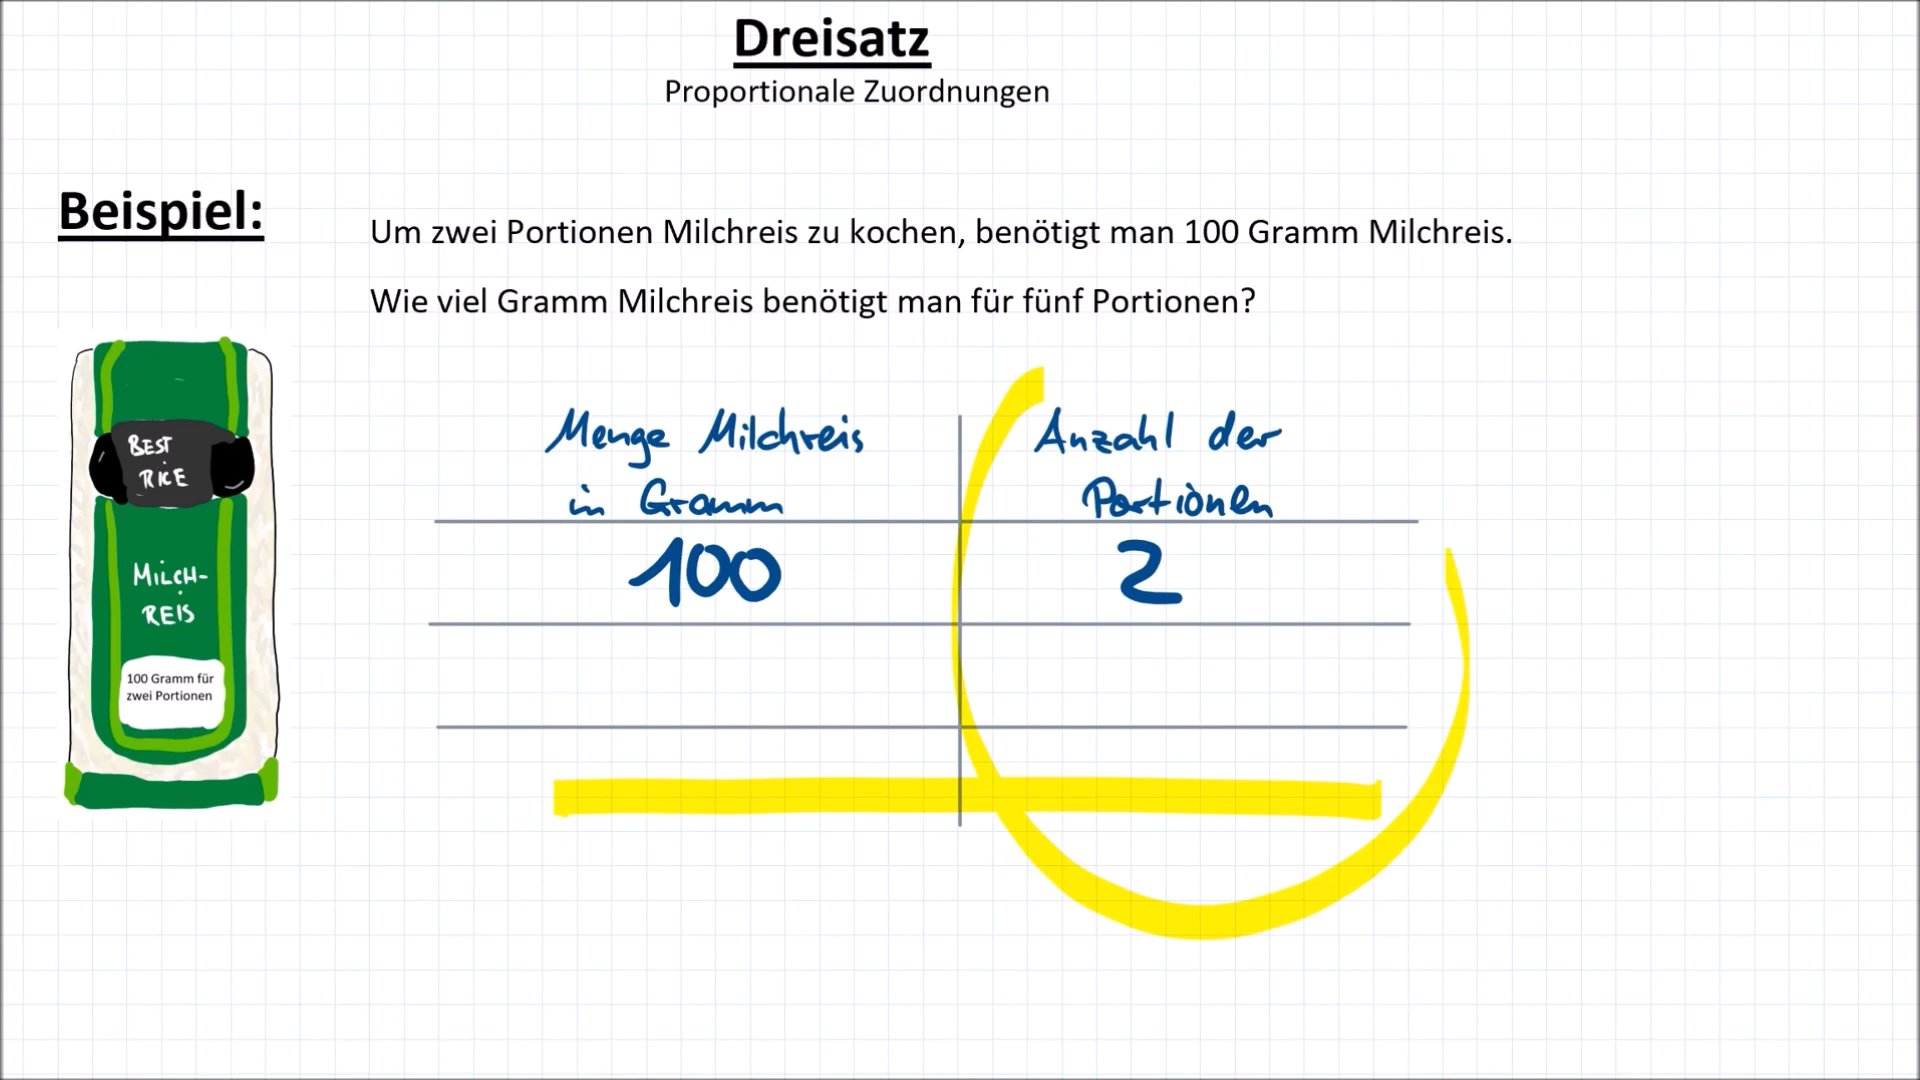 Dreisatz
Proportionale Zuordnungen
Beispiel:
Um zwei Portionen Milchreis zu kochen, benötigt man 100 Gramm Milchreis.
Wie viel Gramm Milchreis benötigt man für fünf Portionen?
BEST
RICE
MILCH-
REIS
100 Gramm für
zwei Portionen
Menge Milchreis
in Gramm
Anzahl der
Portionen
100
2